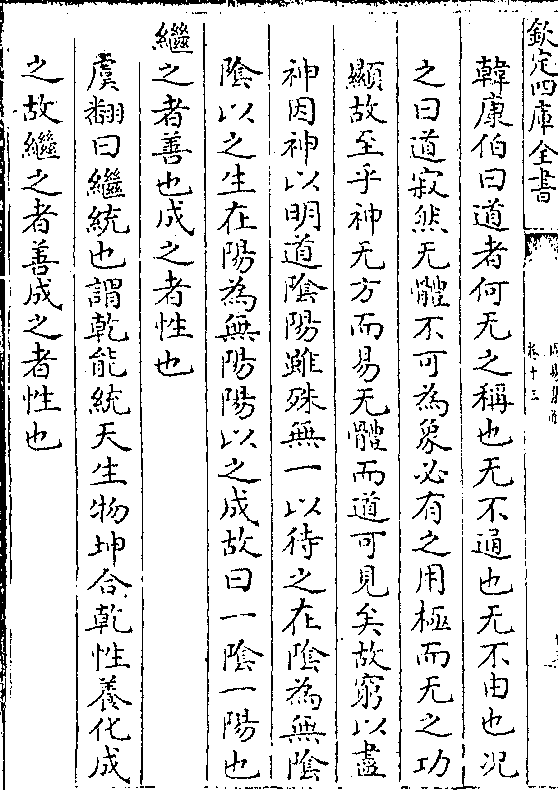 欽定四庫全書
卷十三
韓康伯曰道者何无之稱也无不通也无不由也况
之曰道寂然无體不可為象必有之用極而无之功
顯故至乎神无方而易无體而道可見矣故窮以盡
神因神以明道陰陽雖殊無一以待之在陰為無陰
陰以之生在陽為無陽陽以之成故曰一陰一陽也
繼之者善也成之者性也
虞翻曰繼統也謂乾能統天生物坤合乾性養化成
之故繼之者善成之者性也